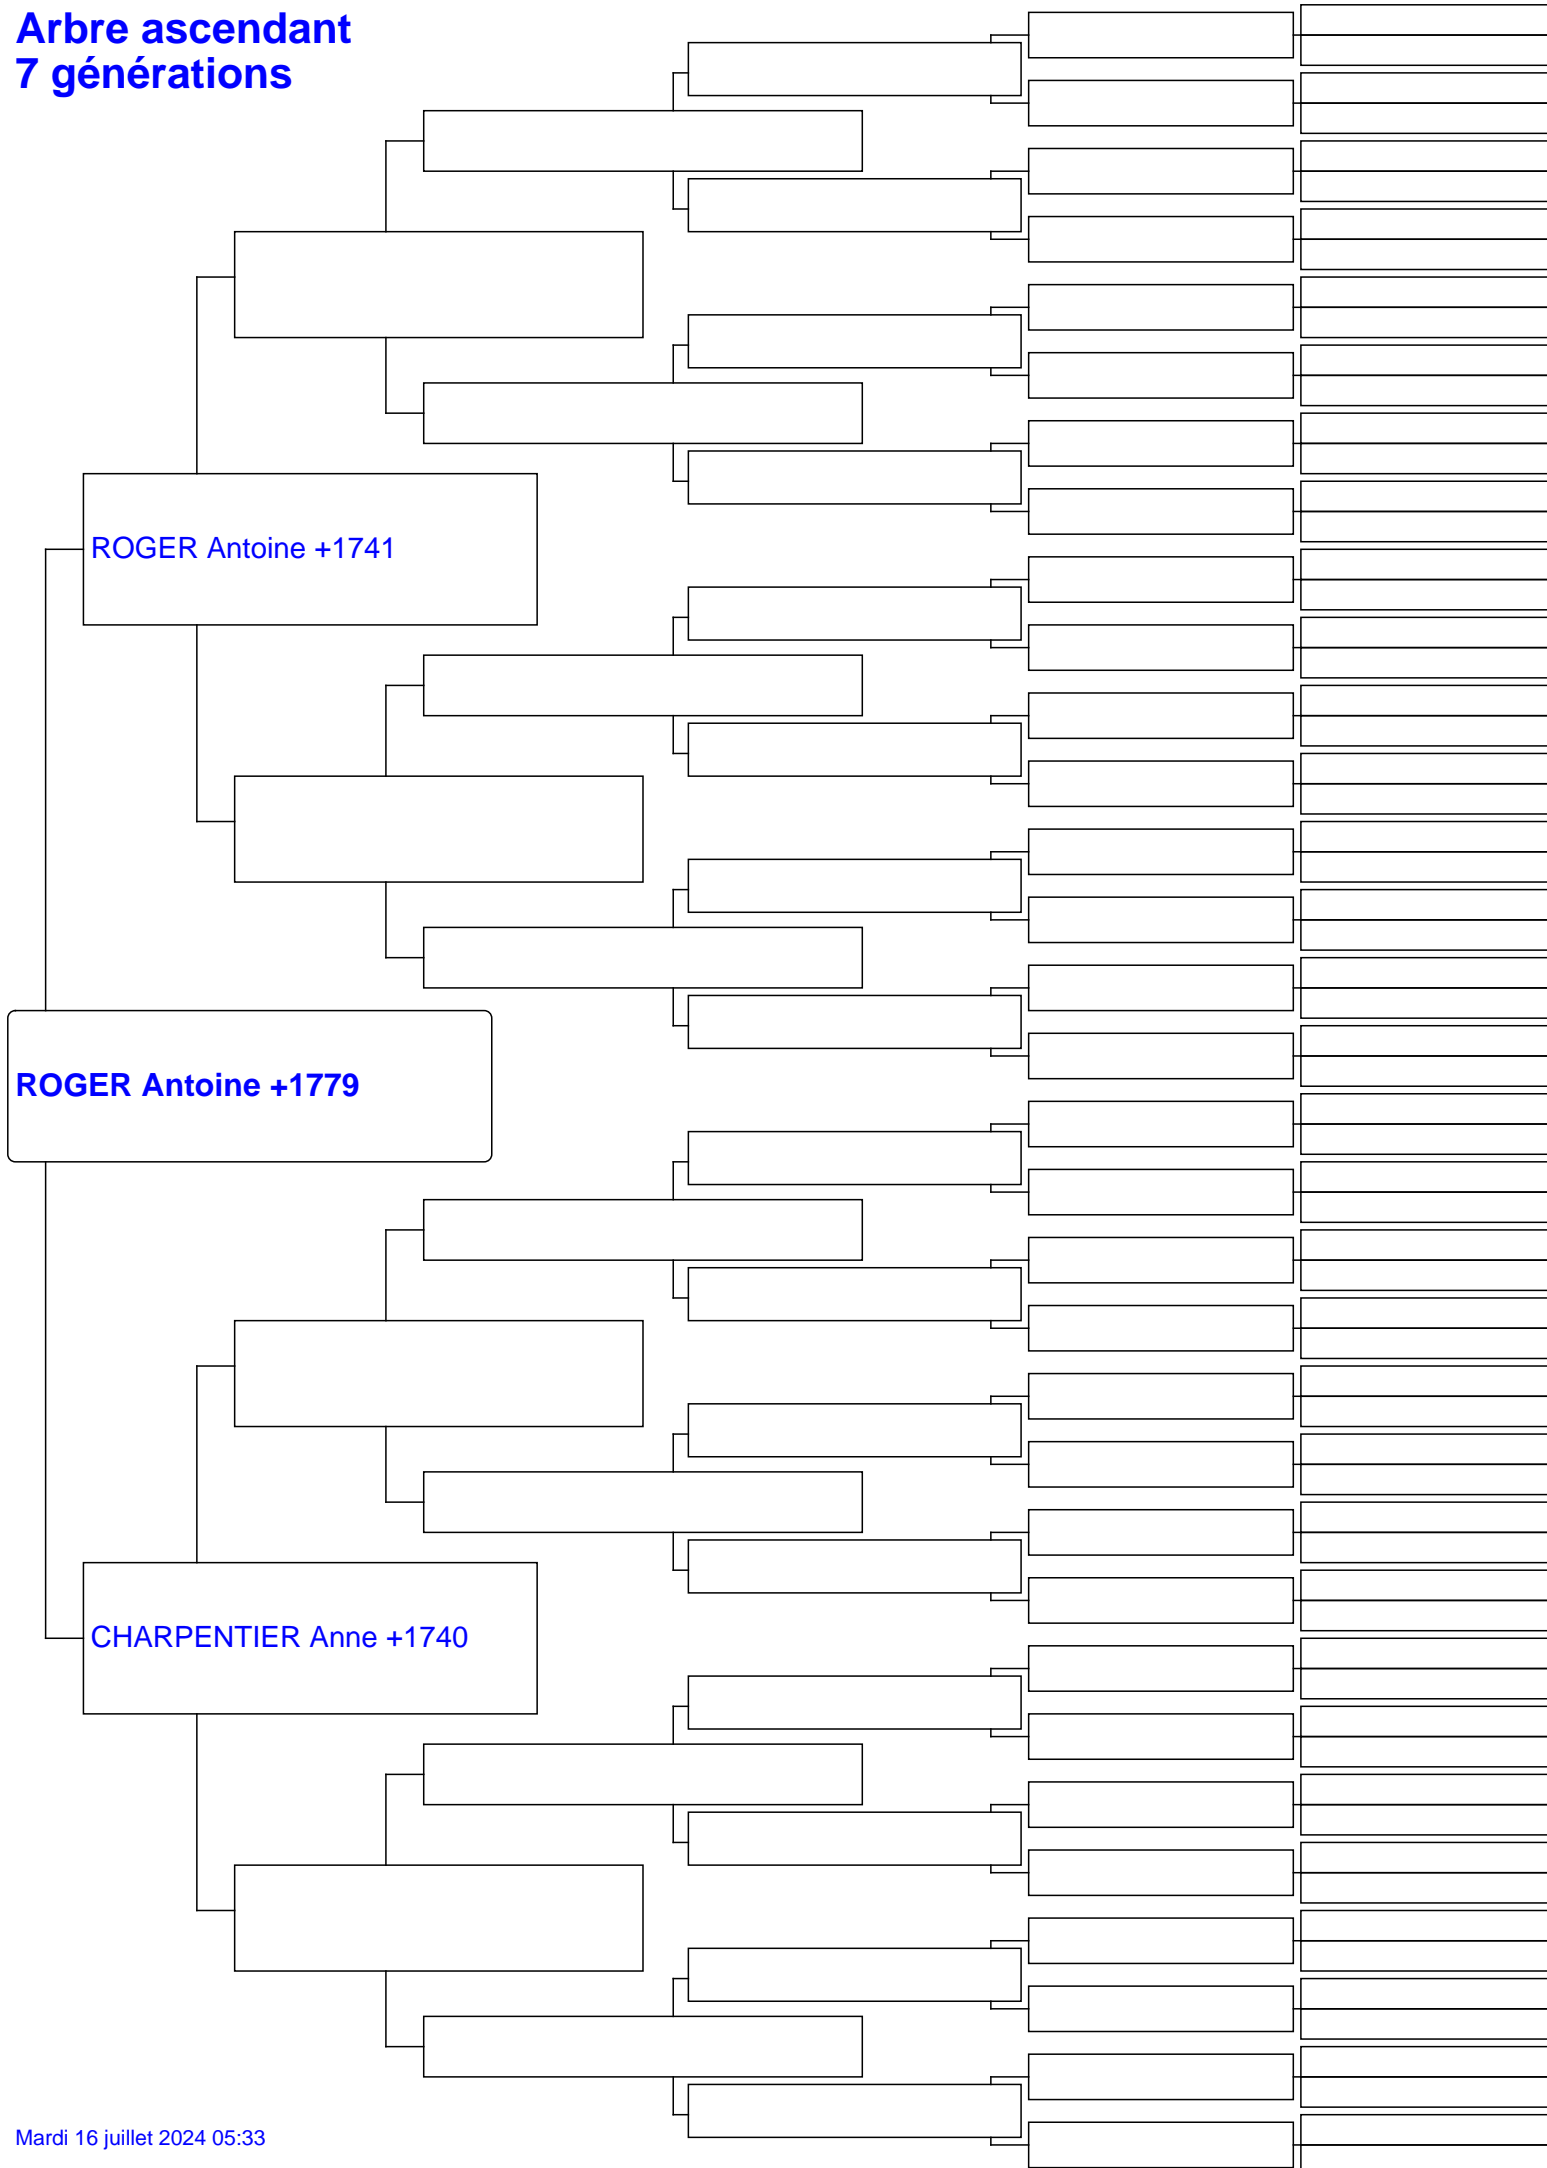 Arbre ascendant
7 générations
ROGER Antoine +1741
ROGER Antoine +1779
CHARPENTIER Anne +1740
Mardi 16 juillet 2024 05:33